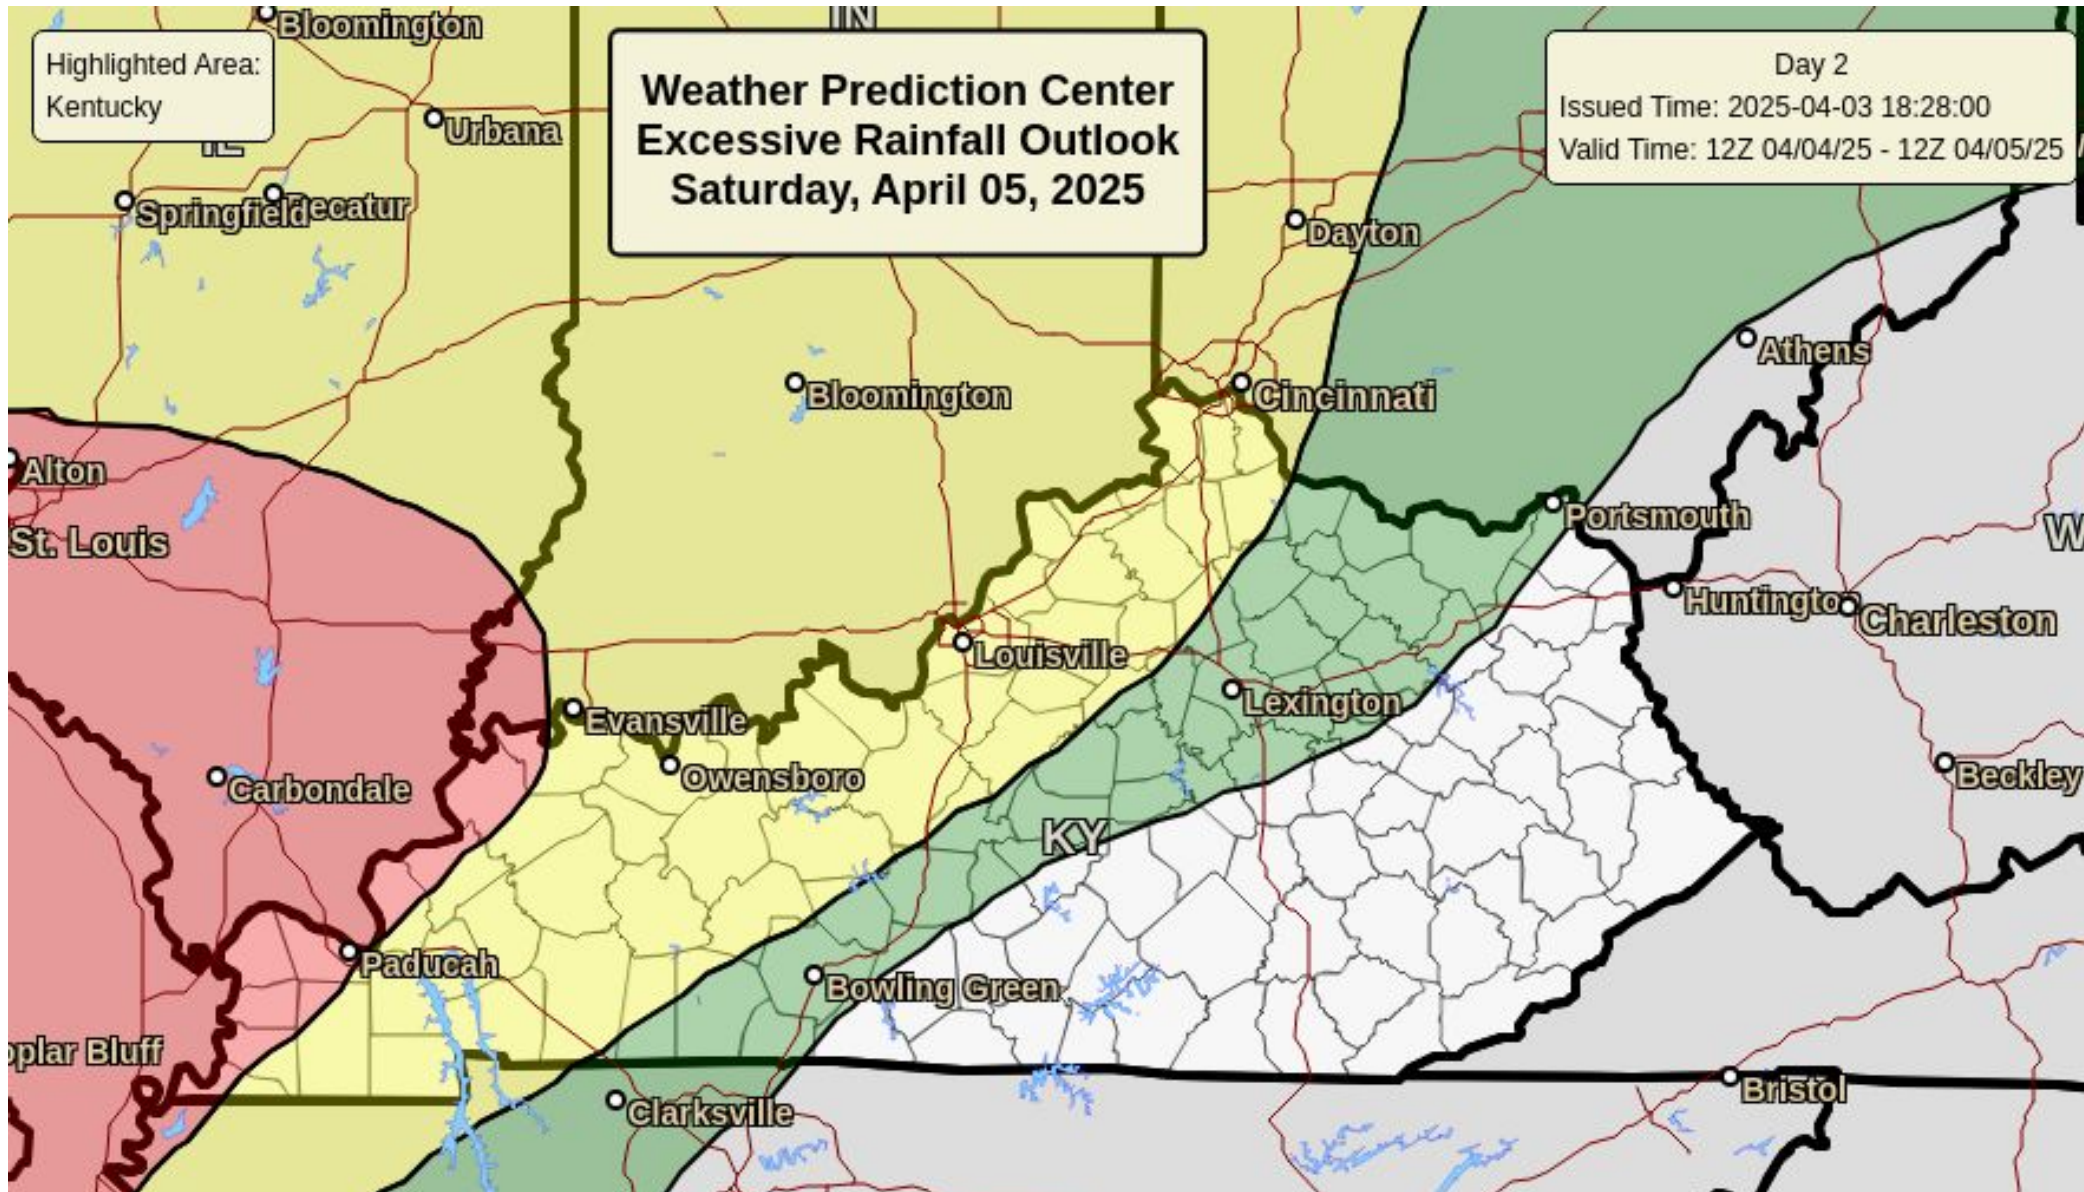 IN
Bloomington
Highlighted Area:
Kentucky
IL
Weather Prediction Center
Excessive Rainfall Outlook
Saturday, April 05, 2025
Day 2
Issued Time: 2025-04-03 18:28:00
Valid Time: 12Z 04/04/25 - 12Z 04/05/25
Urbana
Springfield
Decatur
Dayton
Athens
Bloomington
Cincinnati
Alton
St. Louis
Portsmouth
W
Huntington
Charleston
Louisville
Lexington
Evansville
Owensboro
Carbondale
Beckley
KY
Paducah
Bowling Green
oplar Bluff
Clarksville
Bristol